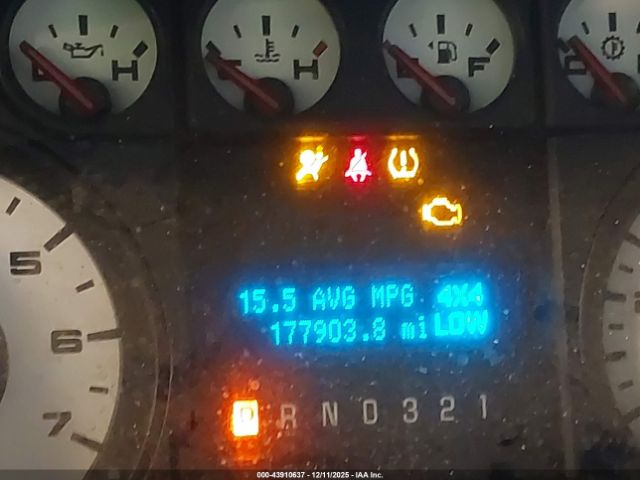 L H
C H
E F
C
5
6
7
15.5 AVG MPG 4X4
177903.8 mi LOW
P R N D 3 2 1
000-43910637 - 12/11/2025 - IAA Inc.